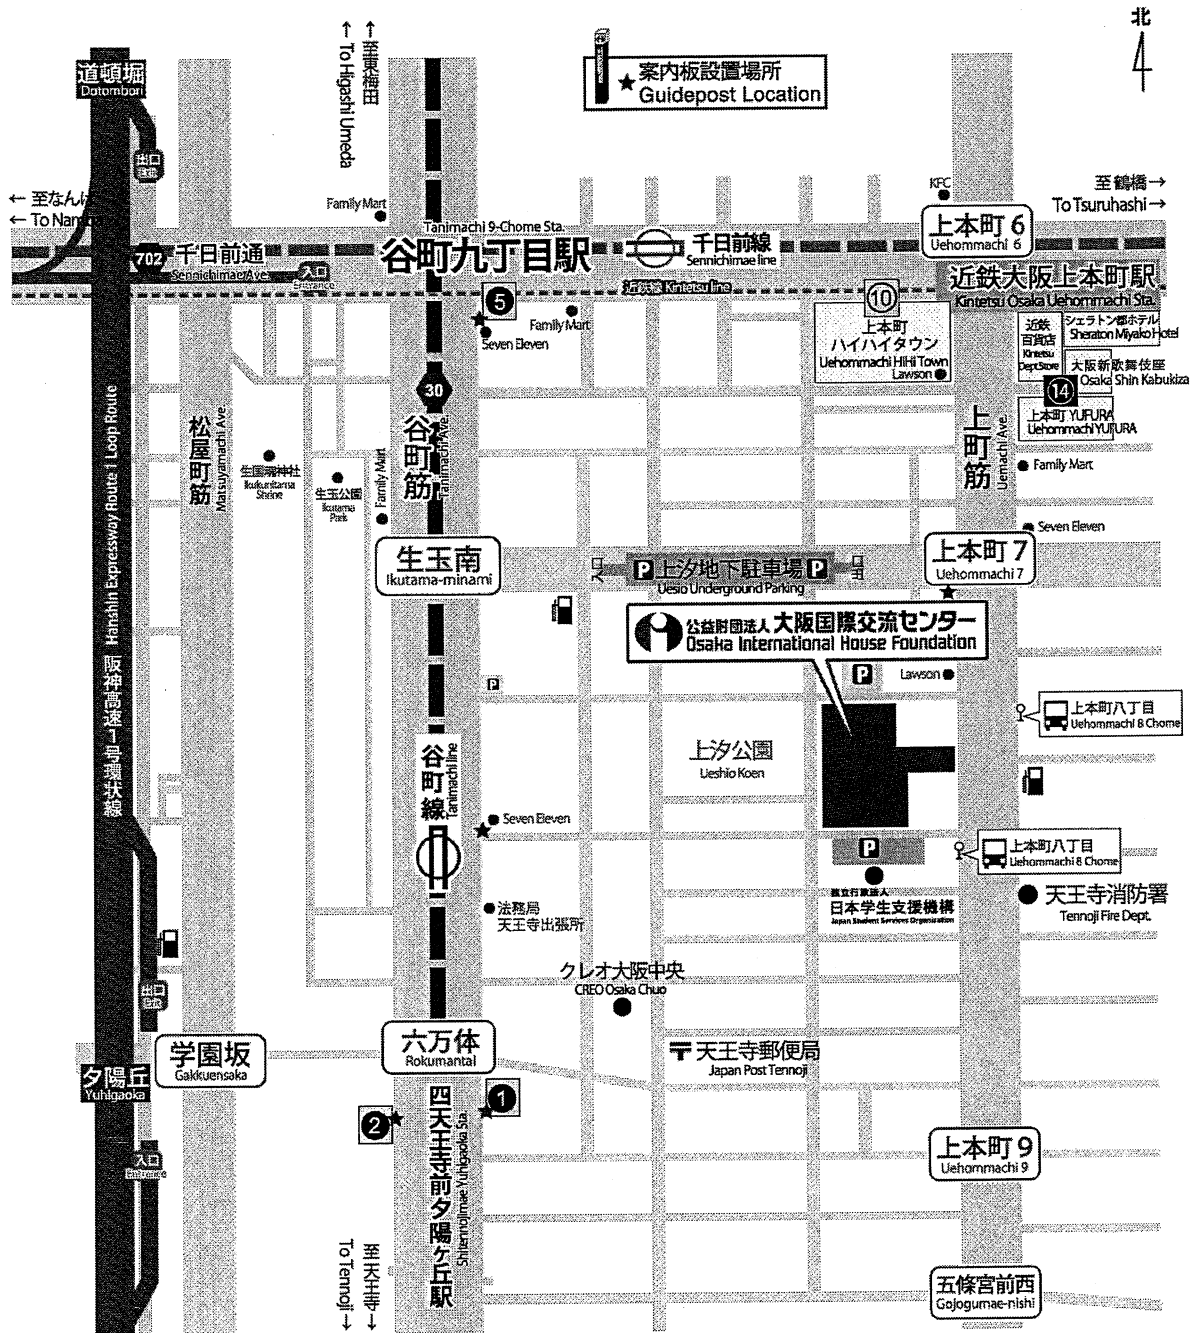 北
道頓堀
Dotombori
← 至東梅田
← To Higashi Umeda
案内板設置場所
★ Guidepost Location
出口
← 至なんば
← To Namba
Family Mart
KFC
至鶴橋 →
To Tsuruhashi →
上本町 6
Uehommachi 6
Tanimachi 9-Chome Sta.
谷町九丁目駅
702
千日前通
Sennichimae Ave.
入口
Entrance
千日前線
Sennichimae line
近鉄大阪上本町駅
Kintetsu Osaka Uehommachi Sta.
近鉄線 Kintetsu line
5
Family Mart
Seven Eleven
10
上本町
ハイハイタウン
Uehommachi HiHi Town
Lawson
近鉄
百貨店
Kintetsu
Dept.Store
シェラトン都ホテル
Sheraton Miyako Hotel
大阪新歌舞伎座
Osaka Shin Kabukiza
14
上本町 YUFURA
Uehommachi YUFURA
30
谷町筋
Tanimachi Ave.
松屋町筋
Matsuyamachi Ave.
上町筋
Uemachi Ave.
Hanshin Expressway Route 1 Loop Route
阪神高速1号環状線
生国魂神社
Ikukunitama
Shrine
生玉公園
Ikutama
Park
Family Mart
Family Mart
Seven Eleven
生玉南
Ikutama-minami
入口
P 上汐地下駐車場 P
Uesio Underground Parking
出口
上本町 7
Uehommachi 7
公益財団法人 大阪国際交流センター
Osaka International House Foundation
P
P
Lawson
上本町八丁目
Uehommachi 8 Chome
上汐公園
Ueshio Koen
谷町線
Tanimachi line
Seven Eleven
P
上本町八丁目
Uehommachi 8 Chome
独立行政法人
日本学生支援機構
Japan Student Services Organization
天王寺消防署
Tennoji Fire Dept.
法務局
天王寺出張所
クレオ大阪中央
CREO Osaka Chuo
出口
学園坂
Gakkuensaka
六万体
Rokumantai
〒 天王寺郵便局
Japan Post Tennoji
夕陽丘
Yuhigaoka
1
2
四天王寺前夕陽ヶ丘駅
Shitennojimae Yuhigaoka Sta.
入口
Entrance
上本町 9
Uehommachi 9
至天王寺 →
To Tennoji →
五條宮前西
Gojogumae-nishi